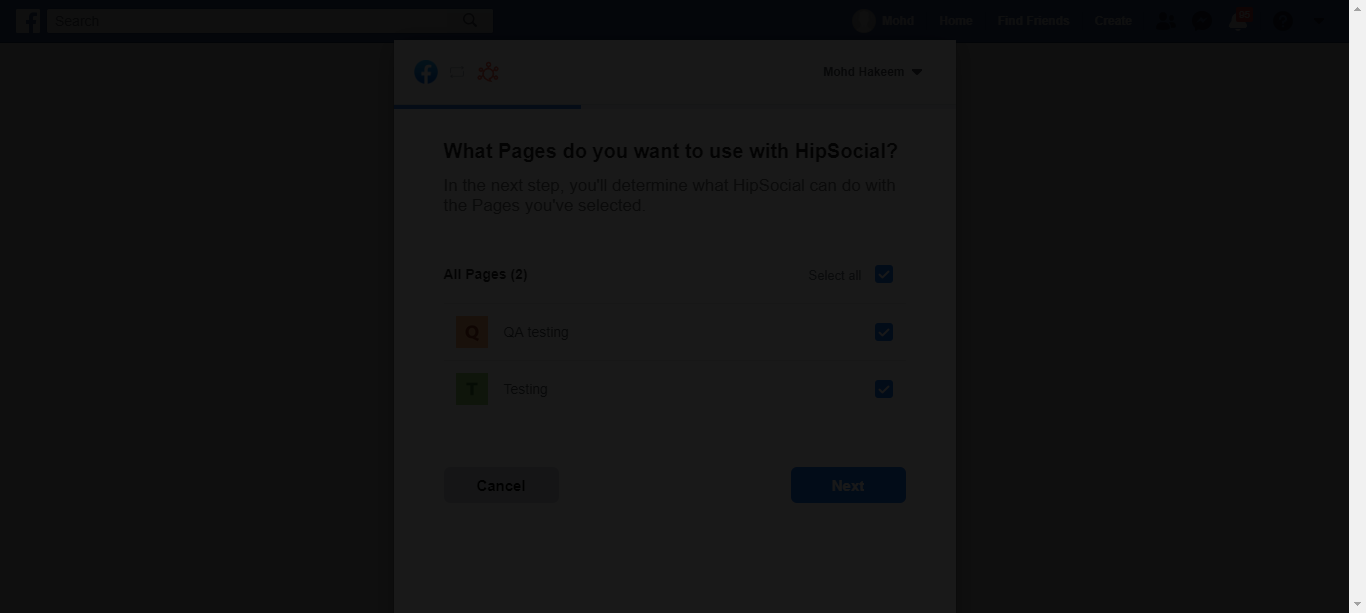 Search
Mohd
Home
Find Friends
Create
Mohd Hakeem
What Pages do you want to use with HipSocial?
In the next step, you'll determine what HipSocial can do with
the Pages you've selected.
All Pages (2)
Select all
Q
QA testing
T
Testing
Cancel
Next